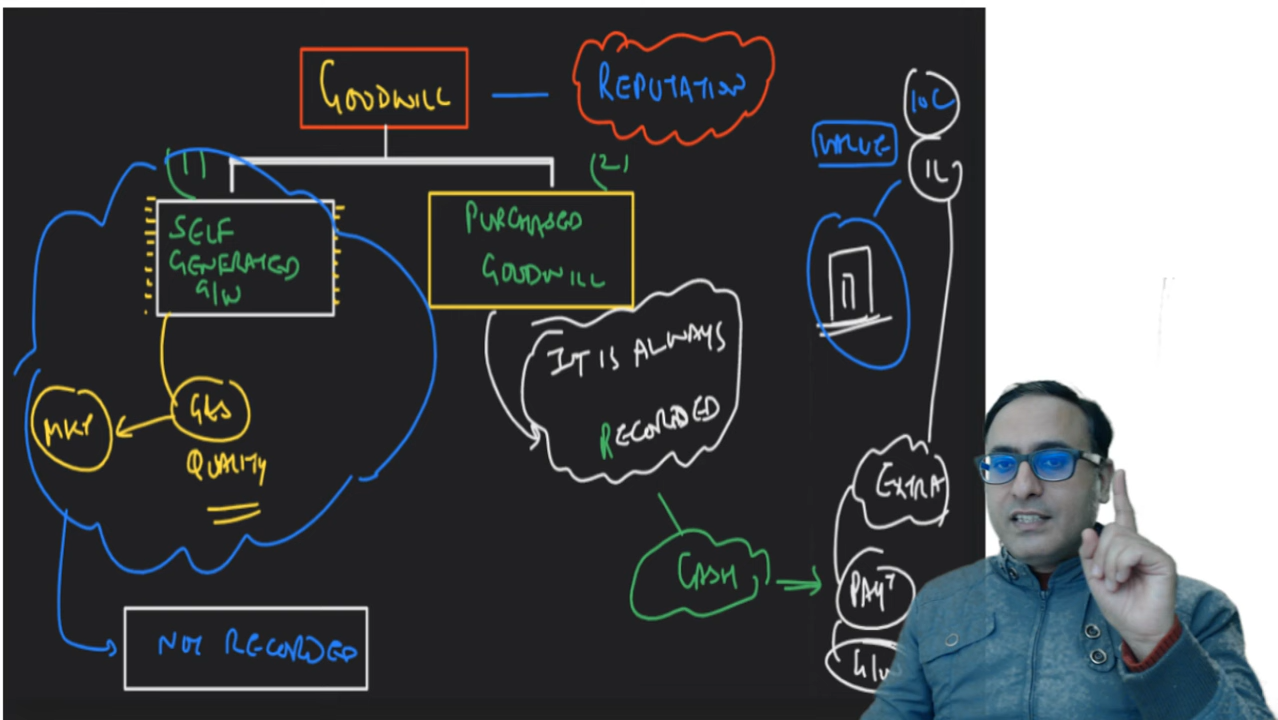 GOODWILL
REPUTATION
(1)
(2)
SELF
GENERATED
G/W
PURCHASED
GOODWILL
IT IS ALWAYS
RECORDED
MKT
G&S
QUALITY
NOT RECORDED
CASH
10C
VALUE
1L
EXTRA
PAYT
G/W